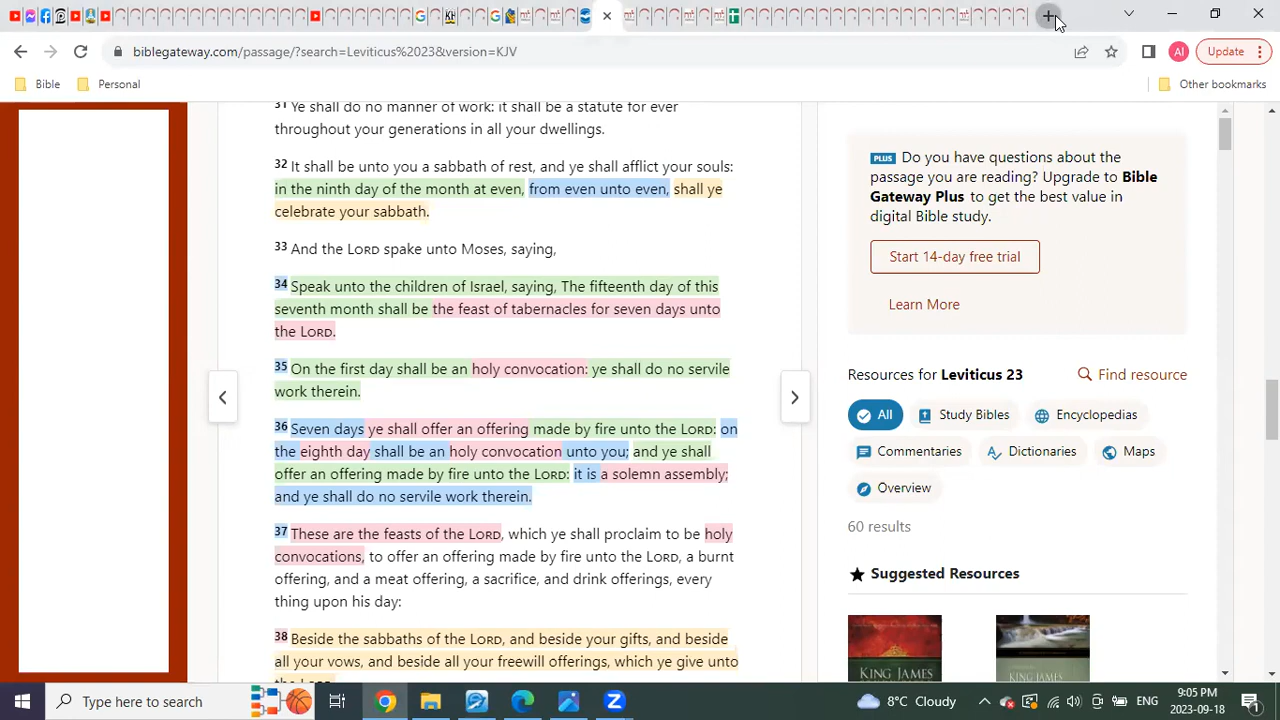 biblegateway.com/passage/?search=Leviticus%2023&version=KJV
AI
Update
Bible
Personal
Other bookmarks
31 Ye shall do no manner of work: it shall be a statute for ever
throughout your generations in all your dwellings.
32 It shall be unto you a sabbath of rest, and ye shall afflict your souls:
in the ninth day of the month at even, from even unto even, shall ye
celebrate your sabbath.
33 And the LORD spake unto Moses, saying,
34 Speak unto the children of Israel, saying, The fifteenth day of this
seventh month shall be the feast of tabernacles for seven days unto
the LORD.
35 On the first day shall be an holy convocation: ye shall do no servile
work therein.
36 Seven days ye shall offer an offering made by fire unto the LORD: on
the eighth day shall be an holy convocation unto you; and ye shall
offer an offering made by fire unto the LORD: it is a solemn assembly;
and ye shall do no servile work therein.
37 These are the feasts of the LORD, which ye shall proclaim to be holy
convocations, to offer an offering made by fire unto the LORD, a burnt
offering, and a meat offering, a sacrifice, and drink offerings, every
thing upon his day:
38 Beside the sabbaths of the LORD, and beside your gifts, and beside
all your vows, and beside all your freewill offerings, which ye give unto
PLUS Do you have questions about the
passage you are reading? Upgrade to Bible
Gateway Plus to get the best value in
digital Bible study.
Start 14-day free trial
Learn More
Resources for Leviticus 23
Find resource
All
Study Bibles
Encyclopedias
Commentaries
Dictionaries
Maps
Overview
60 results
Suggested Resources
KING JAMES
KING JAMES
Type here to search
8°C Cloudy
ENG
9:05 PM
2023-09-18
1